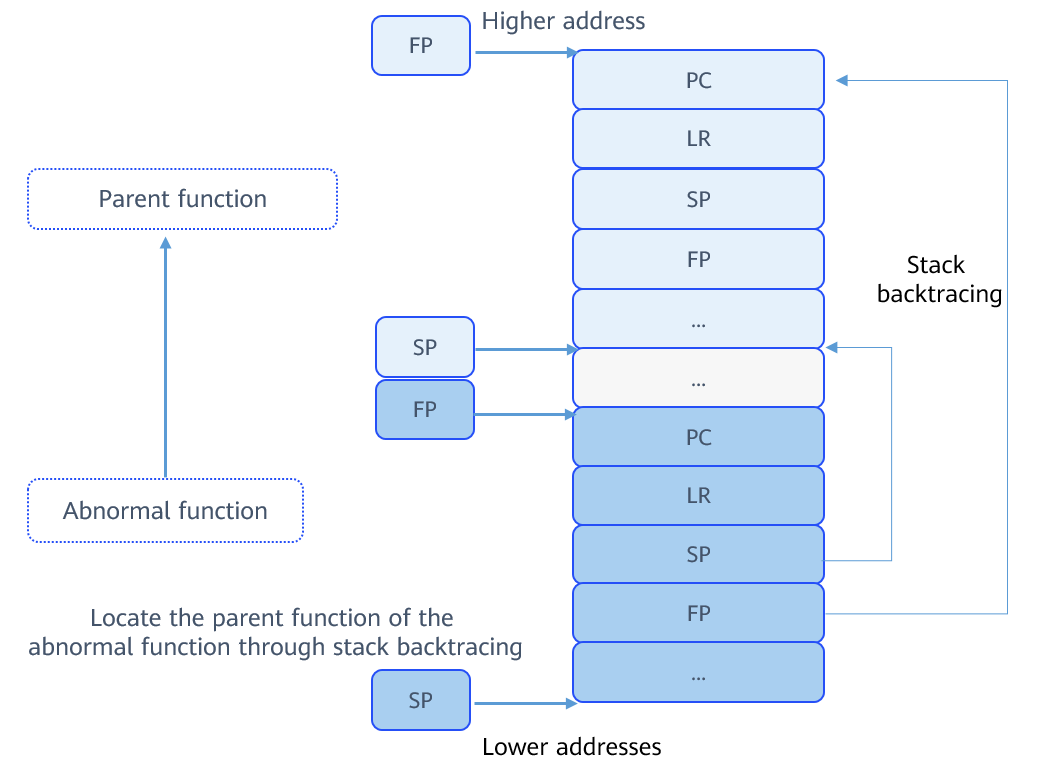 Higher address
FP
PC
LR
Parent function
SP
FP
Stack
backtracing
...
SP
...
FP
PC
LR
Abnormal function
SP
FP
Locate the parent function of the
abnormal function through stack backtracing
...
SP
Lower addresses